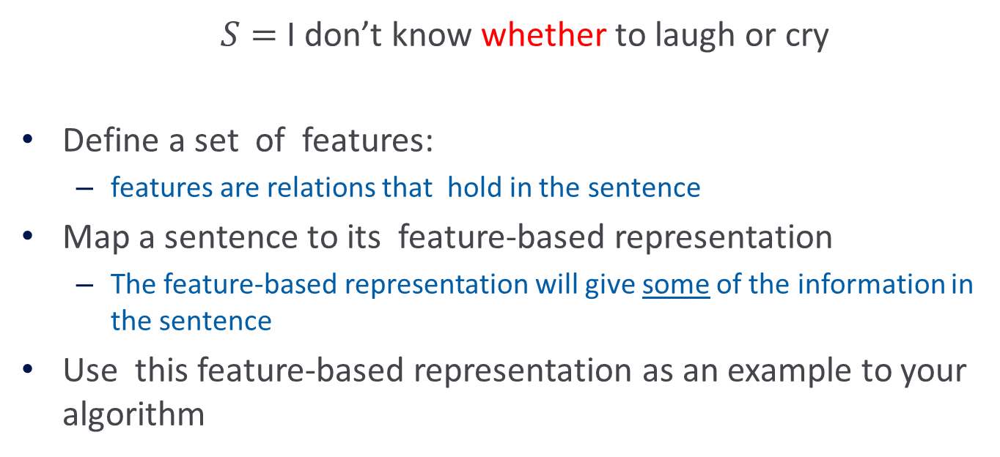 S = I don't know whether to laugh or cry
• Define a set of features:
– features are relations that hold in the sentence
• Map a sentence to its feature-based representation
– The feature-based representation will give some of the information in
the sentence
• Use this feature-based representation as an example to your
algorithm